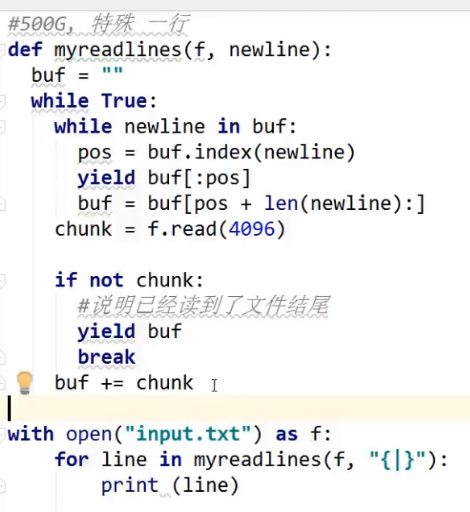 #500G, 特殊 一行
def myreadlines(f, newline):
  buf = ""
  while True:
    while newline in buf:
      pos = buf.index(newline)
      yield buf[:pos]
      buf = buf[pos + len(newline):]
    chunk = f.read(4096)

    if not chunk:
      #说明已经读到了文件结尾
      yield buf
      break
    buf += chunk

with open("input.txt") as f:
    for line in myreadlines(f, "{|}"):
        print (line)